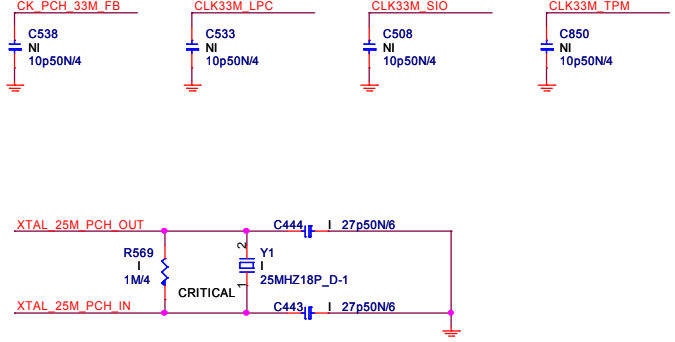 CK_PCH_33M_FB CLK33M_LPC CLK33M_SIO CLK33M_TPM
C538 C533 C508 C850
NI NI NI NI
10p50N/4 10p50N/4 10p50N/4 10p50N/4
XTAL_25M_PCH_OUT C444 I 27p50N/6
R569 2 Y1
I I
1M/4 25MHZ18P_D-1
CRITICAL 1
XTAL_25M_PCH_IN C443 I 27p50N/6